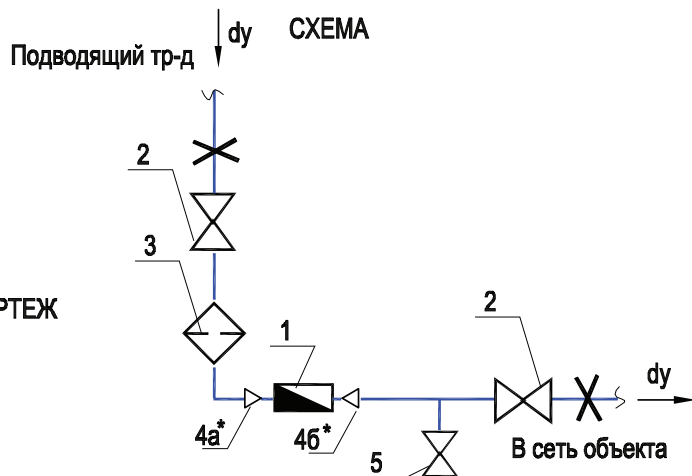 СХЕМА
dy
Подводящий тр-д
2
3
РТЕЖ
1
2
dy
4а*
4б*
5
В сеть объекта